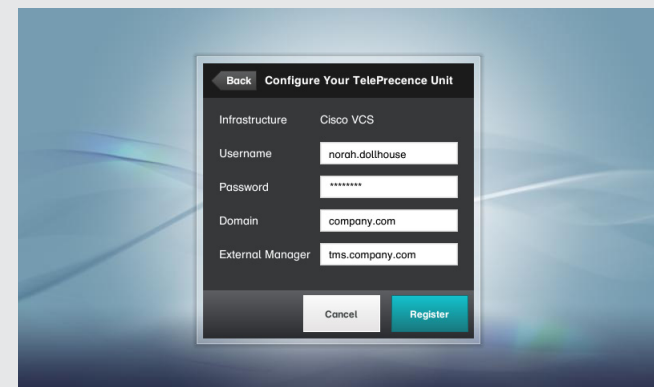 Back Configure Your TelePrecence Unit
Infrastructure Cisco VCS
Username norah.dollhouse
Password ********
Domain company.com
External Manager tms.company.com
Cancel Register